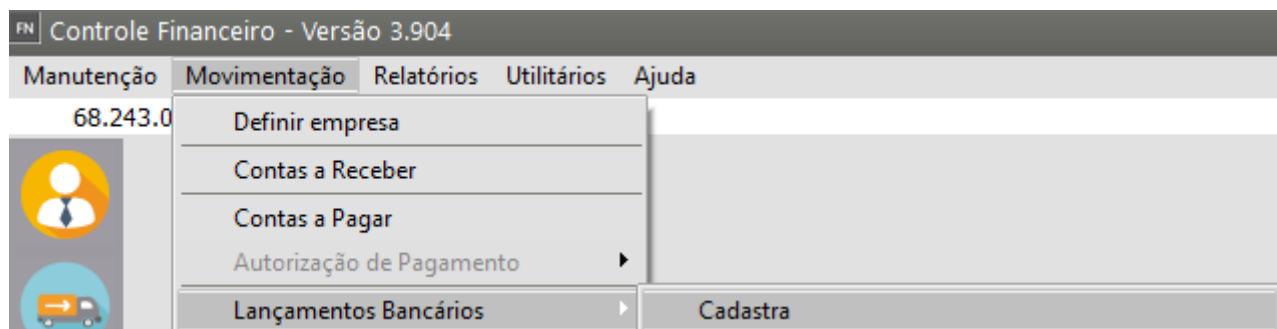 FN Controle Financeiro - Versão 3.904
Manutenção Movimentação Relatórios Utilitários Ajuda
68.243.0
Definir empresa
Contas a Receber
Contas a Pagar
Autorização de Pagamento
Lançamentos Bancários Cadastra